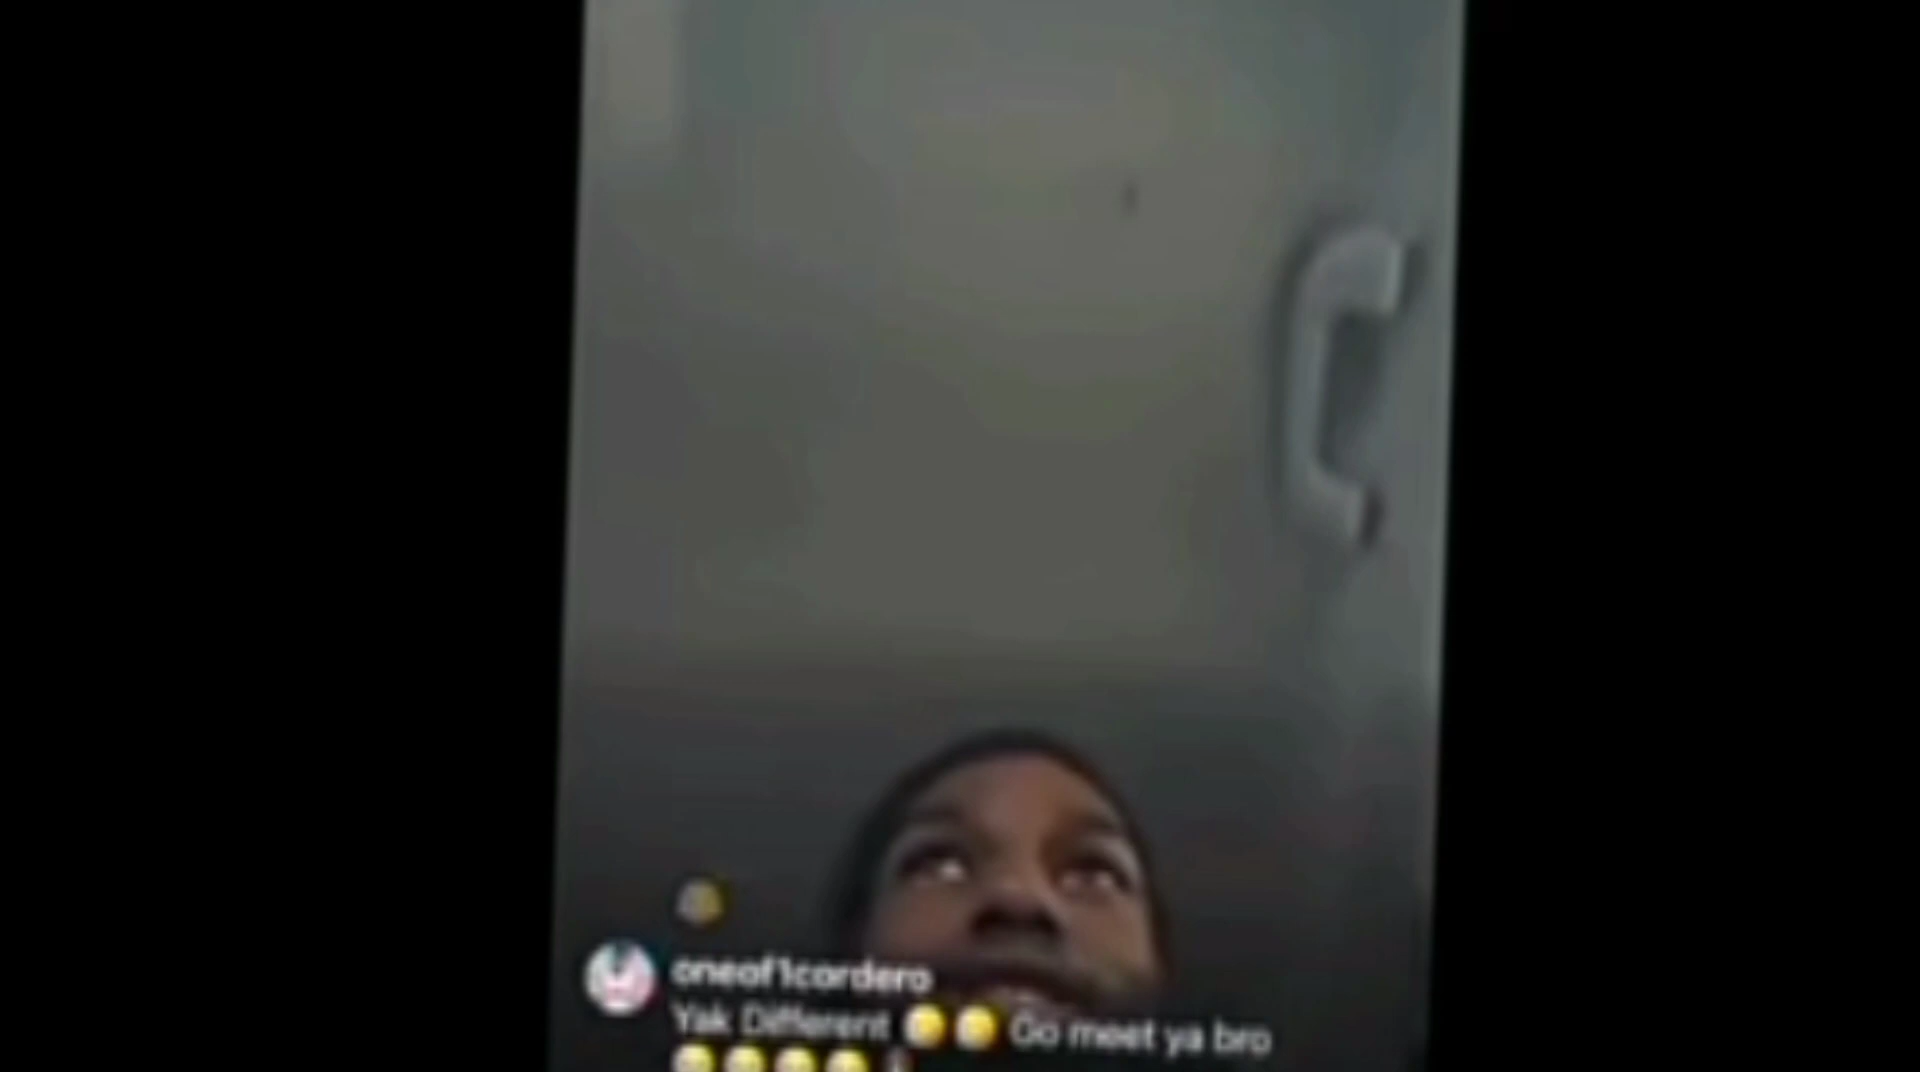 oneof1cordero
Yak Different 😂😂 Go meet ya bro